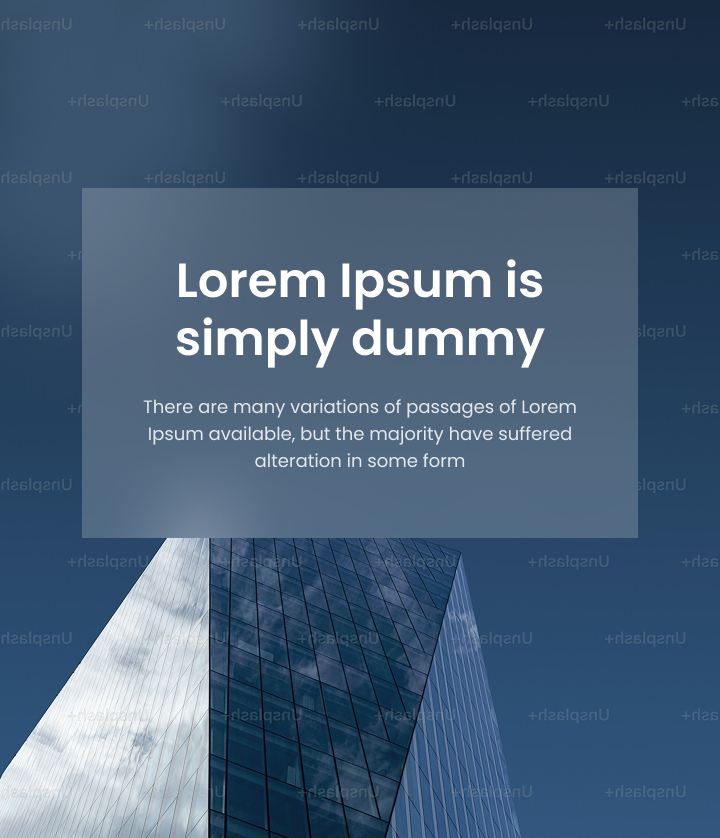 Lorem Ipsum is
simply dummy
There are many variations of passages of Lorem
Ipsum available, but the majority have suffered
alteration in some form
Unsplash+